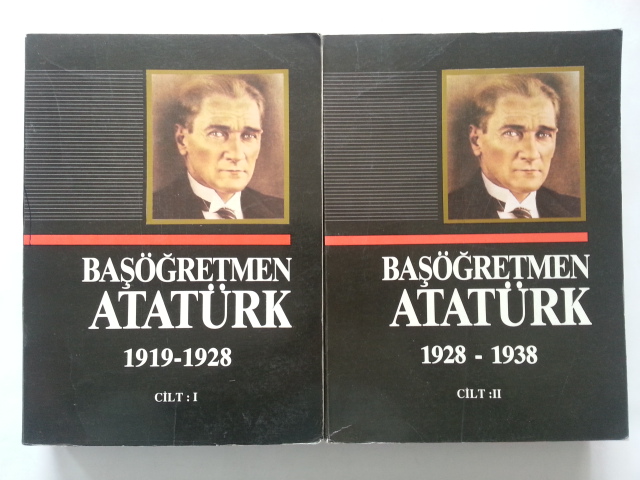 BAŞÖĞRETMEN
ATATÜRK
1919-1928
CİLT : I
BAŞÖĞRETMEN
ATATÜRK
1928 - 1938
CİLT :II